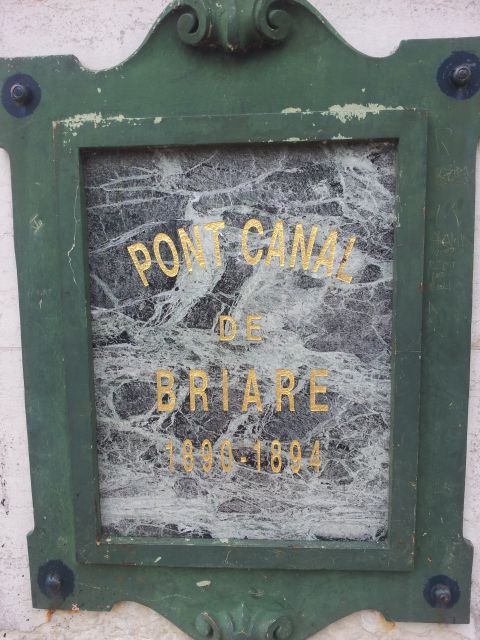 PONT CANAL
DE
BRIARE
1890-1894